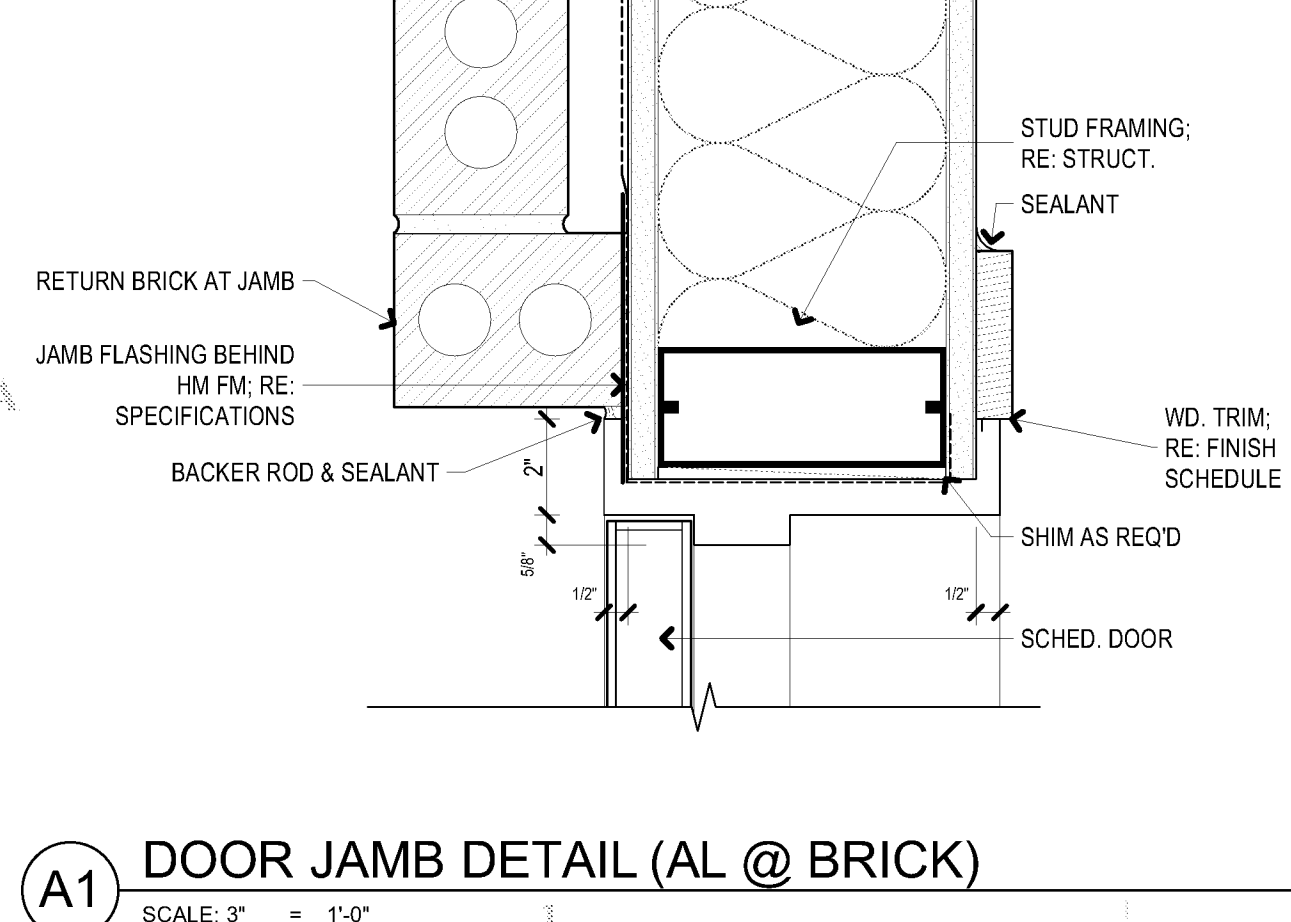 STUD FRAMING;
RE: STRUCT.
SEALANT
RETURN BRICK AT JAMB
JAMB FLASHING BEHIND
HM FM; RE:
SPECIFICATIONS
WD. TRIM;
RE: FINISH
SCHEDULE
BACKER ROD & SEALANT
2"
SHIM AS REQ'D
5/8"
1/2"
1/2"
SCHED. DOOR
A1
DOOR JAMB DETAIL (AL @ BRICK)
SCALE: 3" = 1'-0"